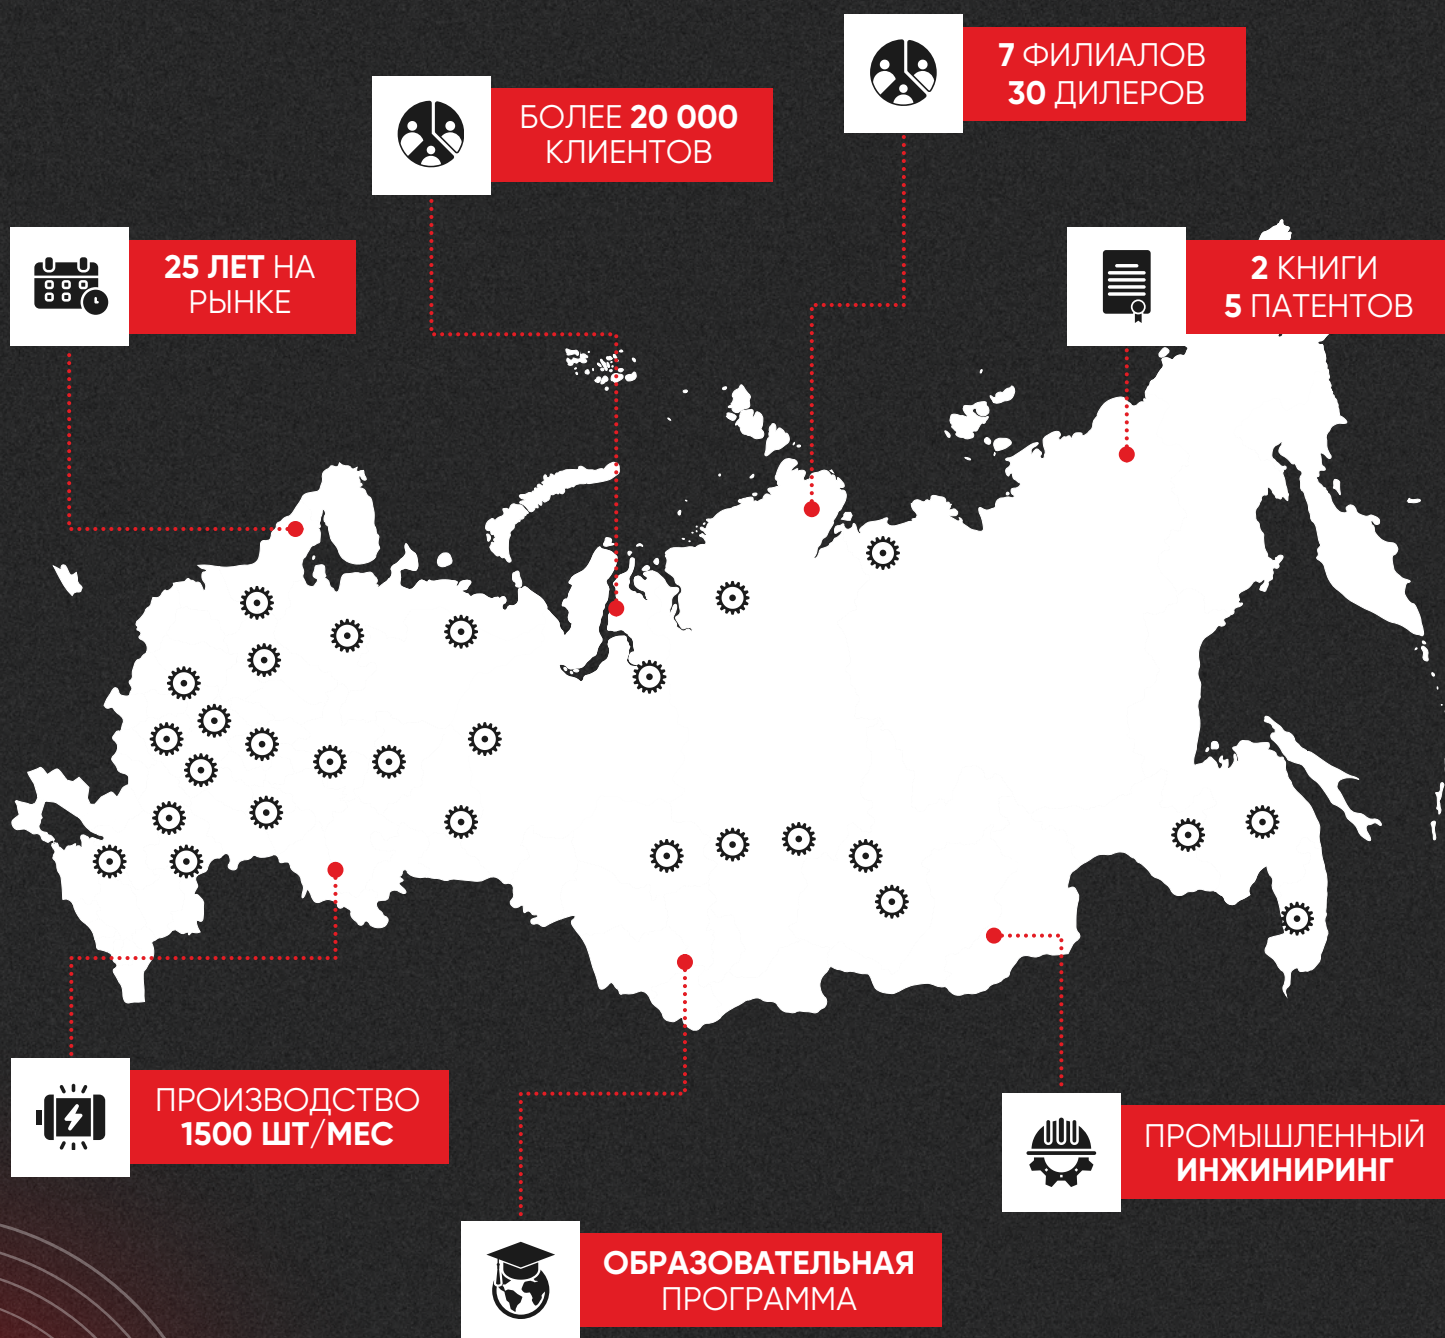 7 ФИЛИАЛОВ
30 ДИЛЕРОВ
БОЛЕЕ 20 000
КЛИЕНТОВ
25 ЛЕТ НА
РЫНКЕ
2 КНИГИ
5 ПАТЕНТОВ
ПРОИЗВОДСТВО
1500 ШТ/МЕС
ПРОМЫШЛЕННЫЙ
ИНЖИНИРИНГ
ОБРАЗОВАТЕЛЬНАЯ
ПРОГРАММА